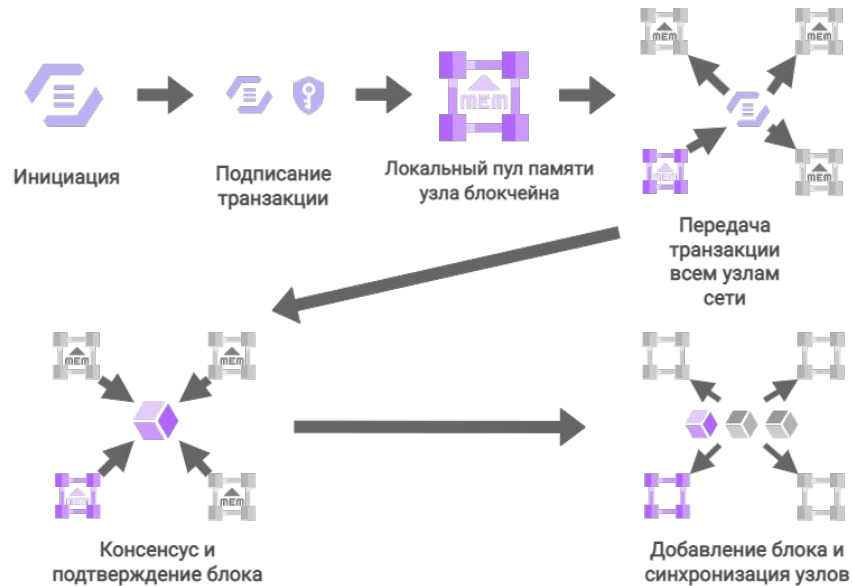 MEM
MEM
MEM
Инициация
Подписание
транзакции
Локальный пул памяти
узла блокчейна
MEM
MEM
Передача
транзакции
всем узлам
сети
MEM
MEM
MEM
MEM
Консенсус и
подтверждение блока
Добавление блока и
синхронизация узлов